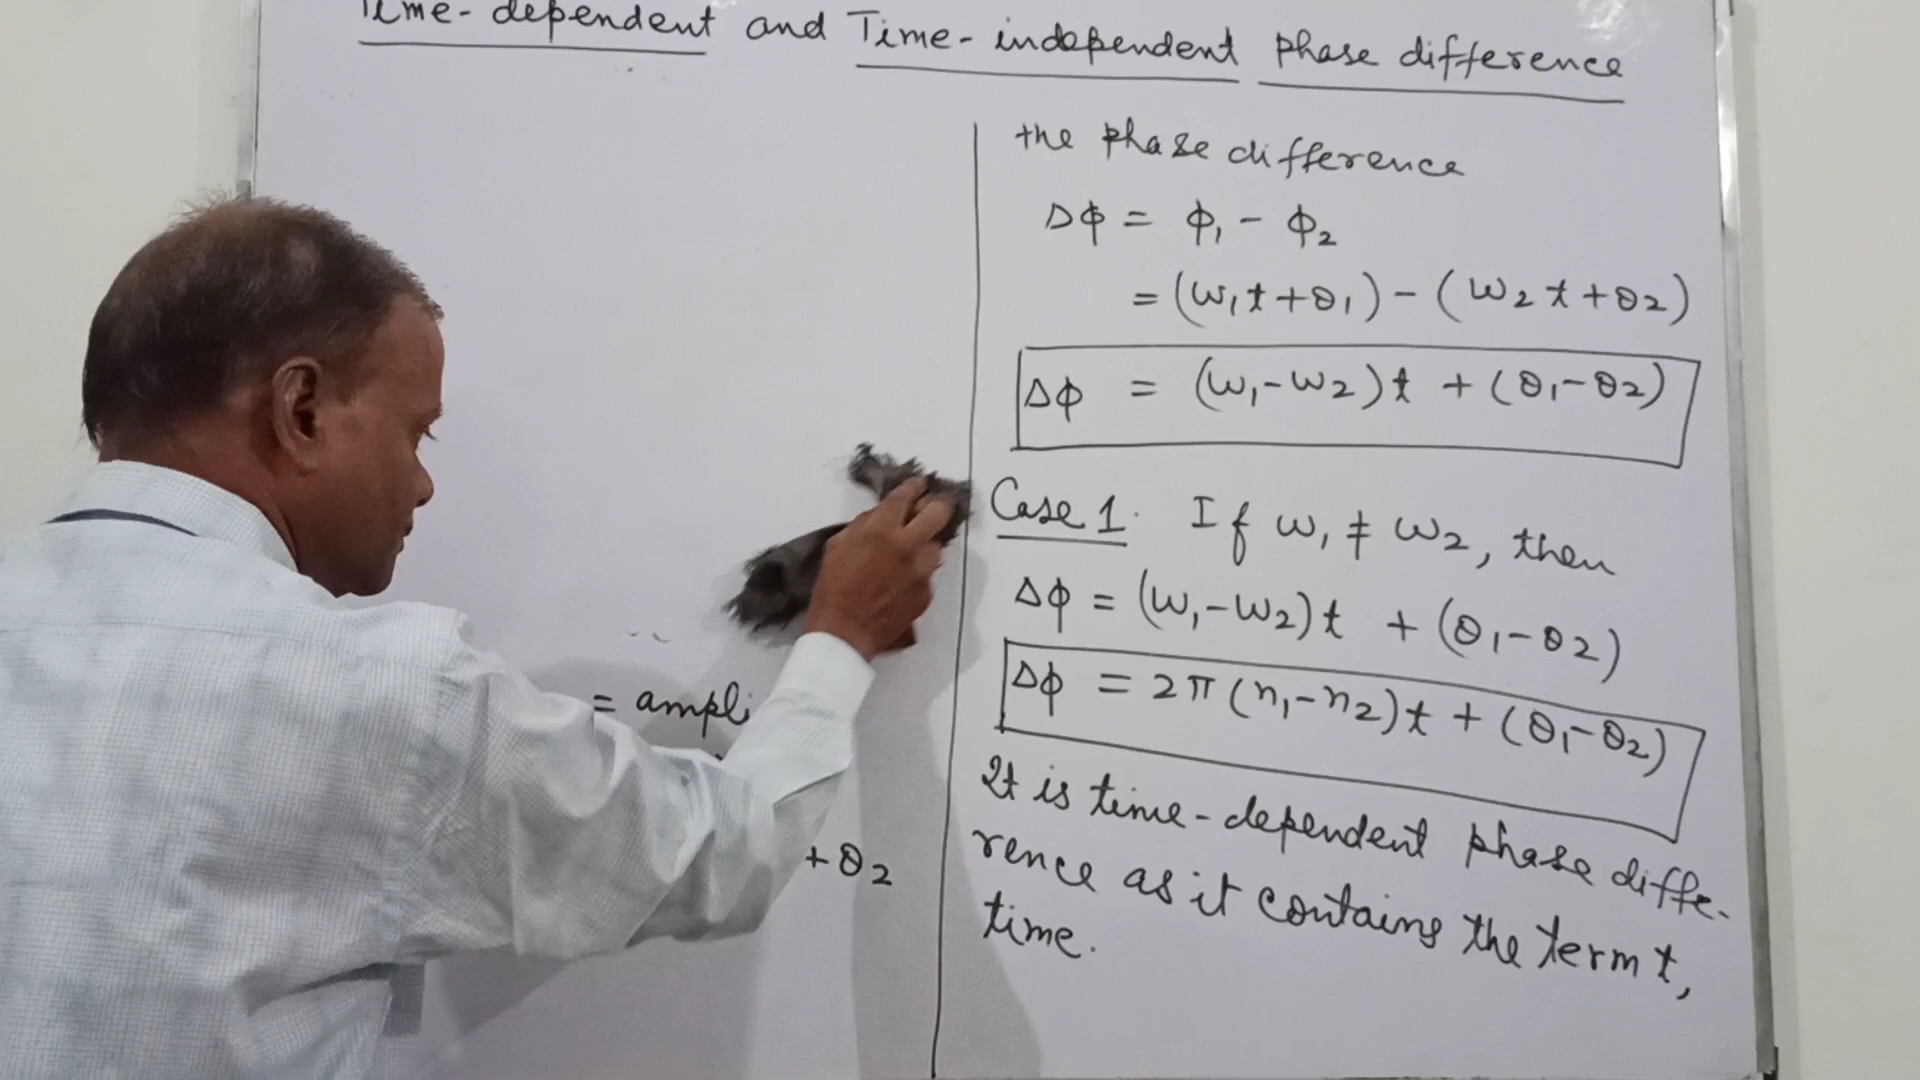 Time-dependent and Time-independent phase difference
= ampli
+ θ2
the phase difference
Δϕ = ϕ1 - ϕ2
= (ω1t+θ1) - (ω2t+θ2)
Δϕ = (ω1-ω2)t + (θ1-θ2)
Case 1. If ω1 ≠ ω2, then
Δϕ = (ω1-ω2)t + (θ1-θ2)
Δϕ = 2π(n1-n2)t + (θ1-θ2)
It is time-dependent phase diffe-
rence as it contains the term t,
time.